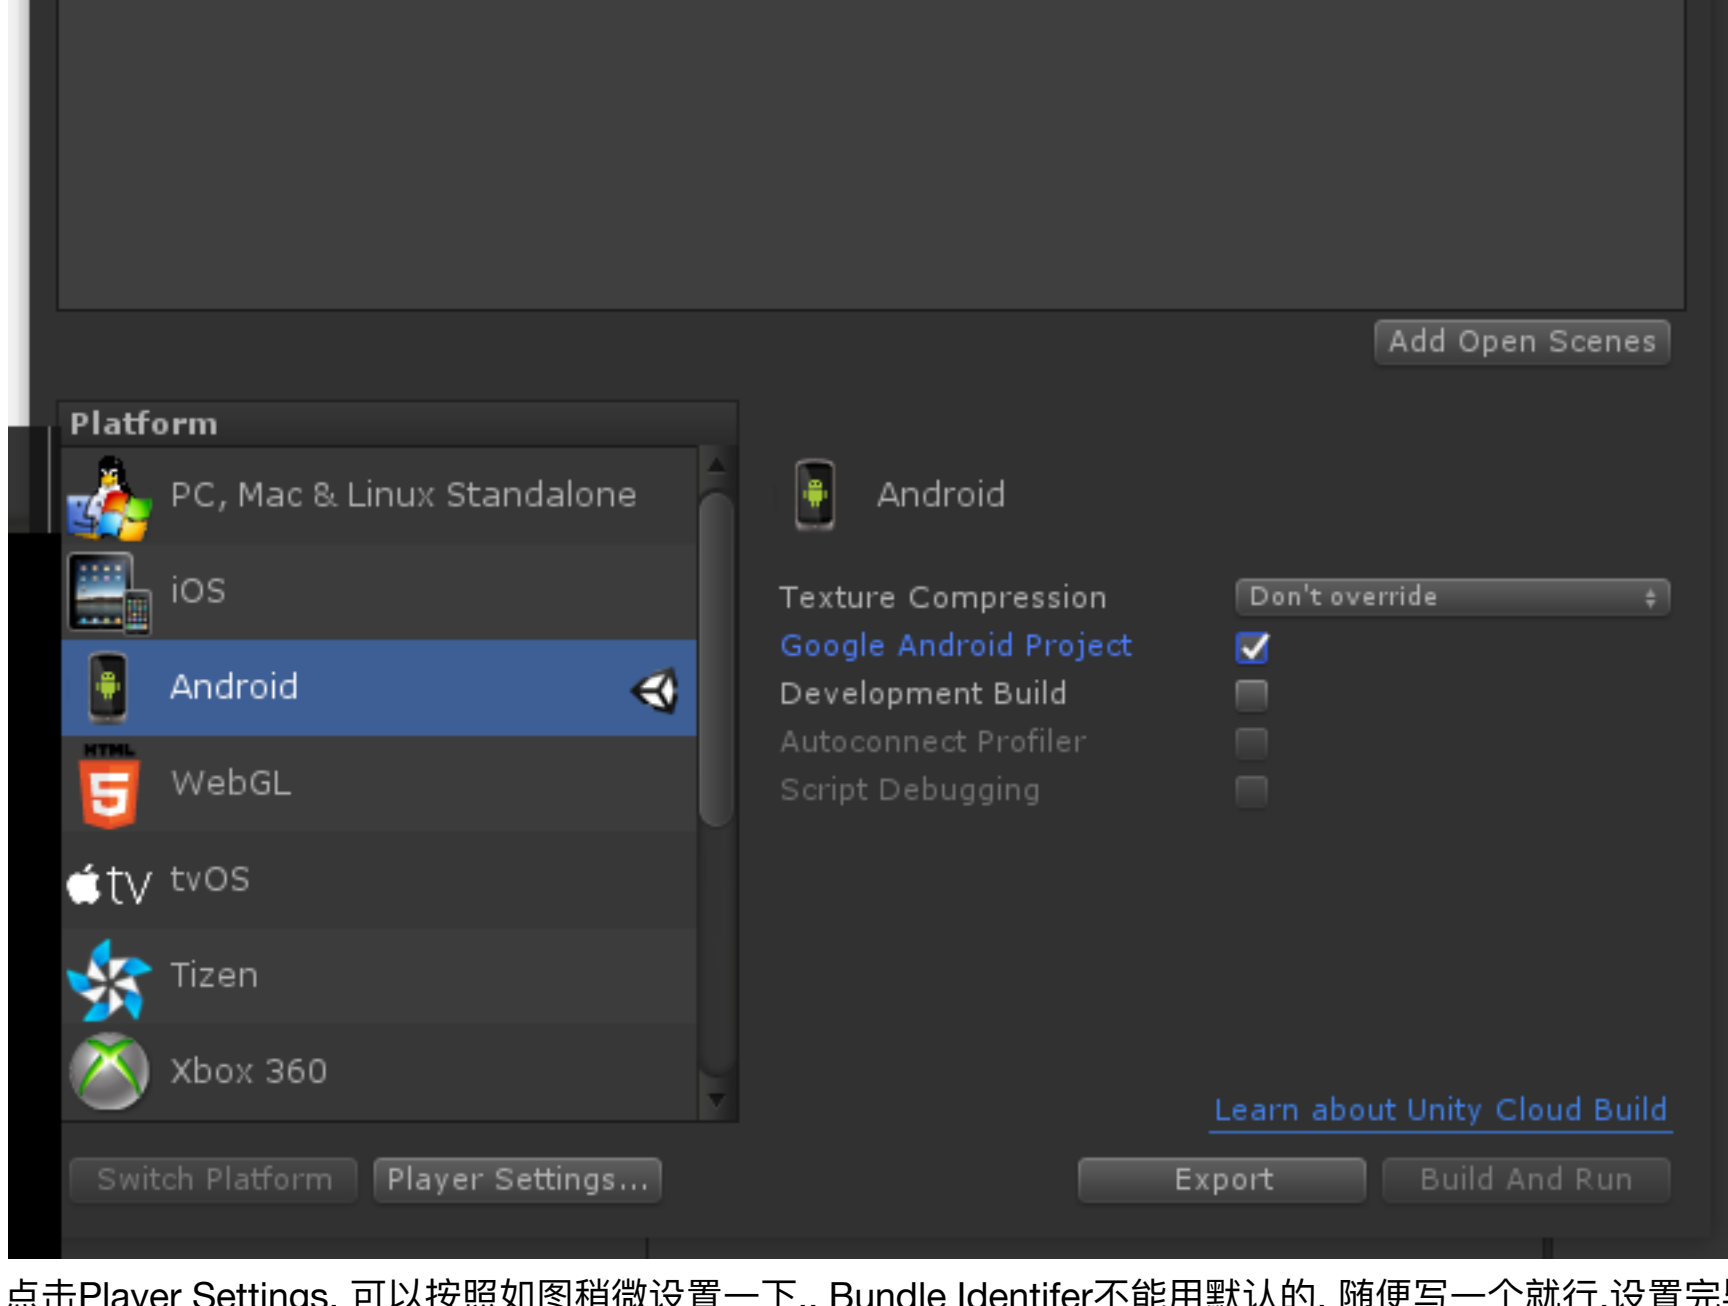 Add Open Scenes
Platform
PC, Mac & Linux Standalone
iOS
Android
HTML
WebGL
tv tvOS
Tizen
Xbox 360
Android
Texture Compression Don't override
Google Android Project
Development Build
Autoconnect Profiler
Script Debugging
Learn about Unity Cloud Build
Switch Platform Player Settings... Export Build And Run
点击Player Settings, 可以按照如图稍微设置一下,, Bundle Identifer不能用默认的, 随便写一个就行,设置完